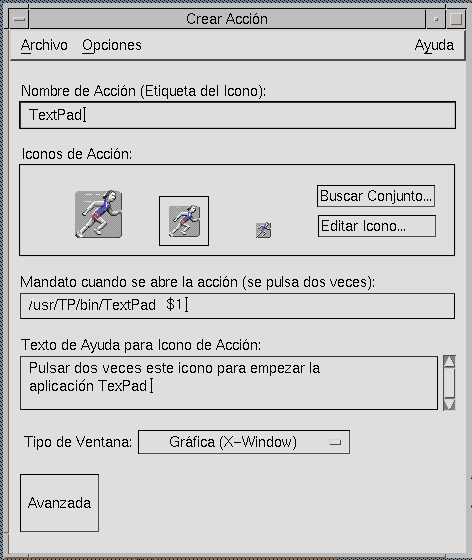 Crear Acción
Archivo Opciones Ayuda
Nombre de Acción (Etiqueta del Icono):
TextPad
Iconos de Acción:
Buscar Conjunto...
Editar Icono...
Mandato cuando se abre la acción (se pulsa dos veces):
/usr/TP/bin/TextPad $1
Texto de Ayuda para Icono de Acción:
Pulsar dos veces este icono para empezar la
aplicación TexPad
Tipo de Ventana: Gráfica (X-Window)
Avanzada